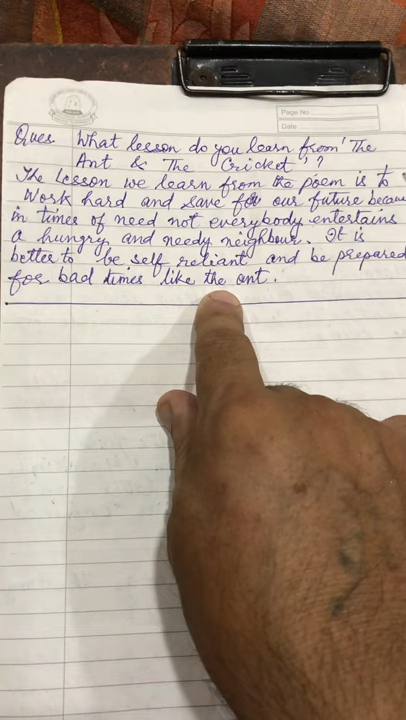 Page No.
Date
Ques. What lesson do you learn from 'The
Ant & The Cricket'?
The lesson we learn from the poem is to
work hard and save for our future becau
in times of need not everybody entertains
a hungry and needy neighbour. It is
better to be self reliant and be prepared
for bad times like the ant.